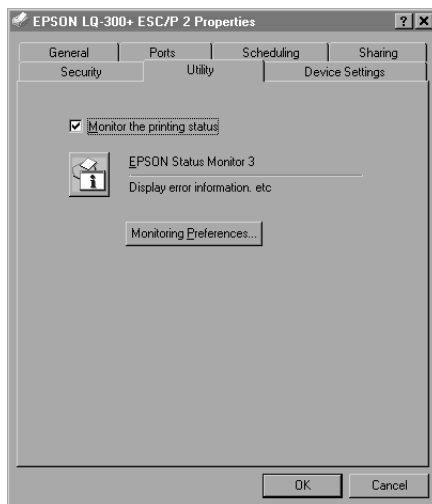 EPSON LQ-300+ ESC/P 2 Properties
General Ports Scheduling Sharing
Security Utility Device Settings
Monitor the printing status
EPSON Status Monitor 3
Display error information. etc
Monitoring Preferences...
OK Cancel